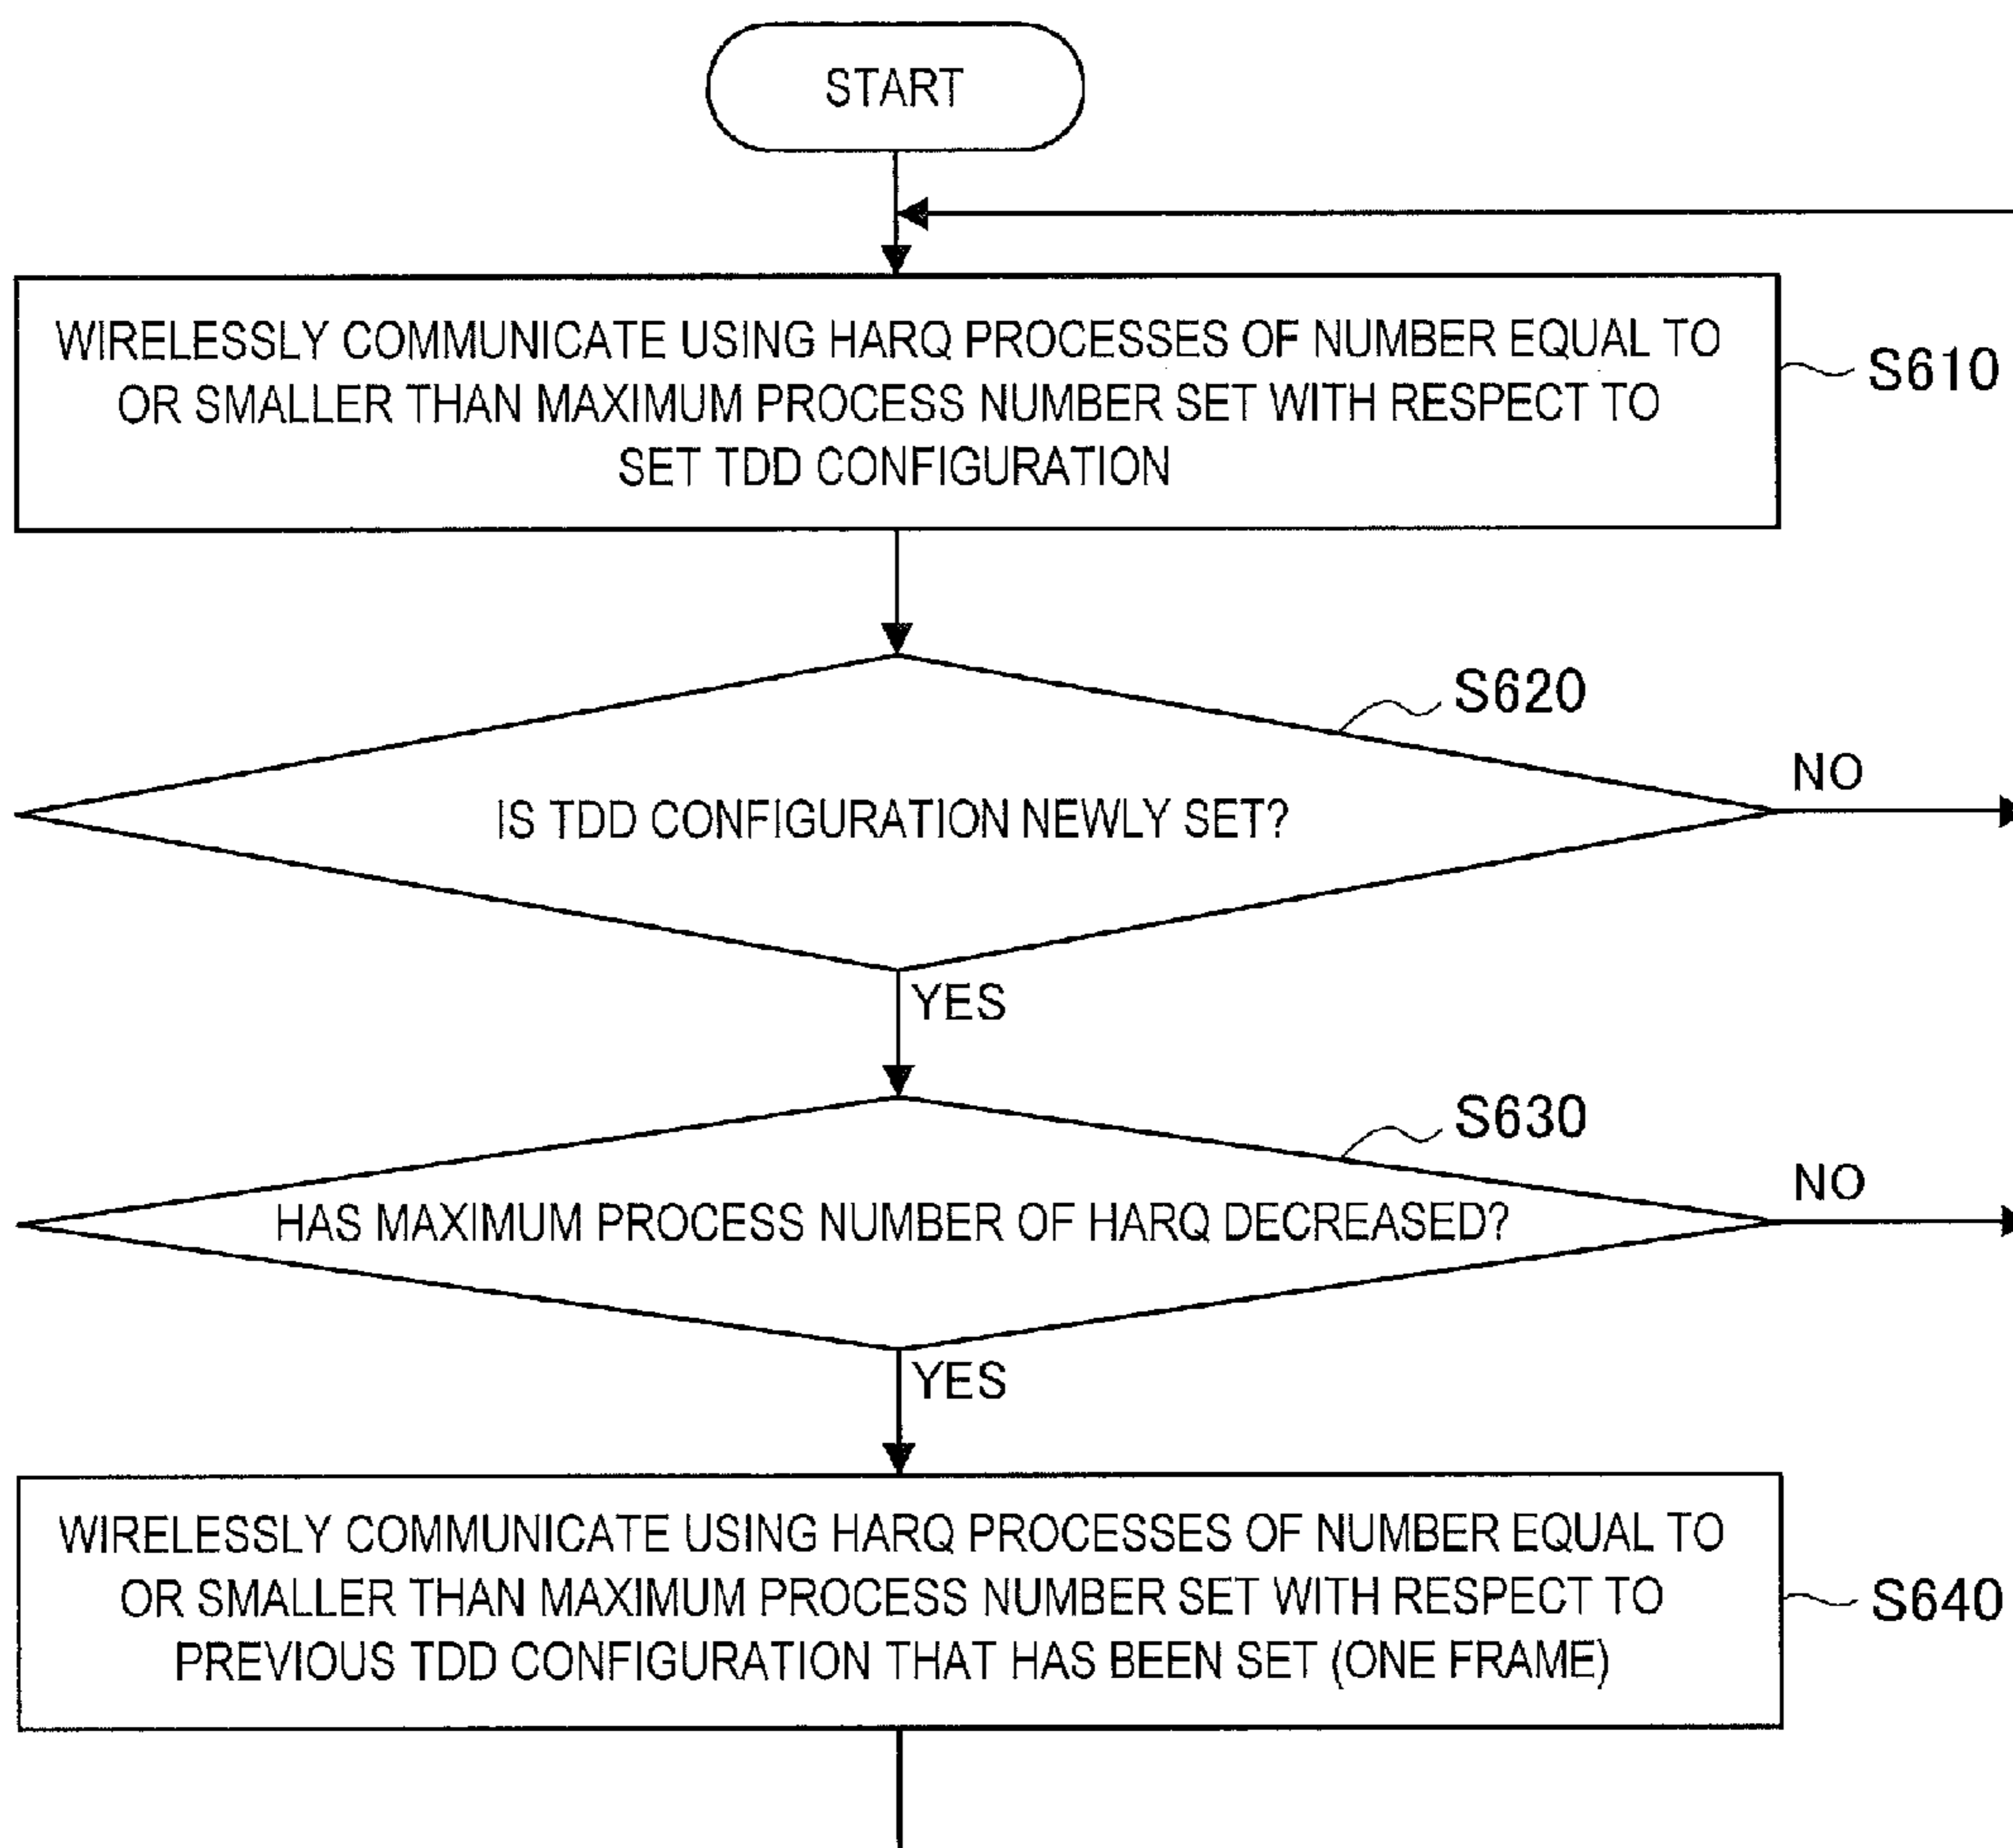 START
WIRELESSLY COMMUNICATE USING HARQ PROCESSES OF NUMBER EQUAL TO
OR SMALLER THAN MAXIMUM PROCESS NUMBER SET WITH RESPECT TO
SET TDD CONFIGURATION
S610
S620
IS TDD CONFIGURATION NEWLY SET?
NO
YES
S630
HAS MAXIMUM PROCESS NUMBER OF HARQ DECREASED?
NO
YES
WIRELESSLY COMMUNICATE USING HARQ PROCESSES OF NUMBER EQUAL TO
OR SMALLER THAN MAXIMUM PROCESS NUMBER SET WITH RESPECT TO
PREVIOUS TDD CONFIGURATION THAT HAS BEEN SET (ONE FRAME)
S640